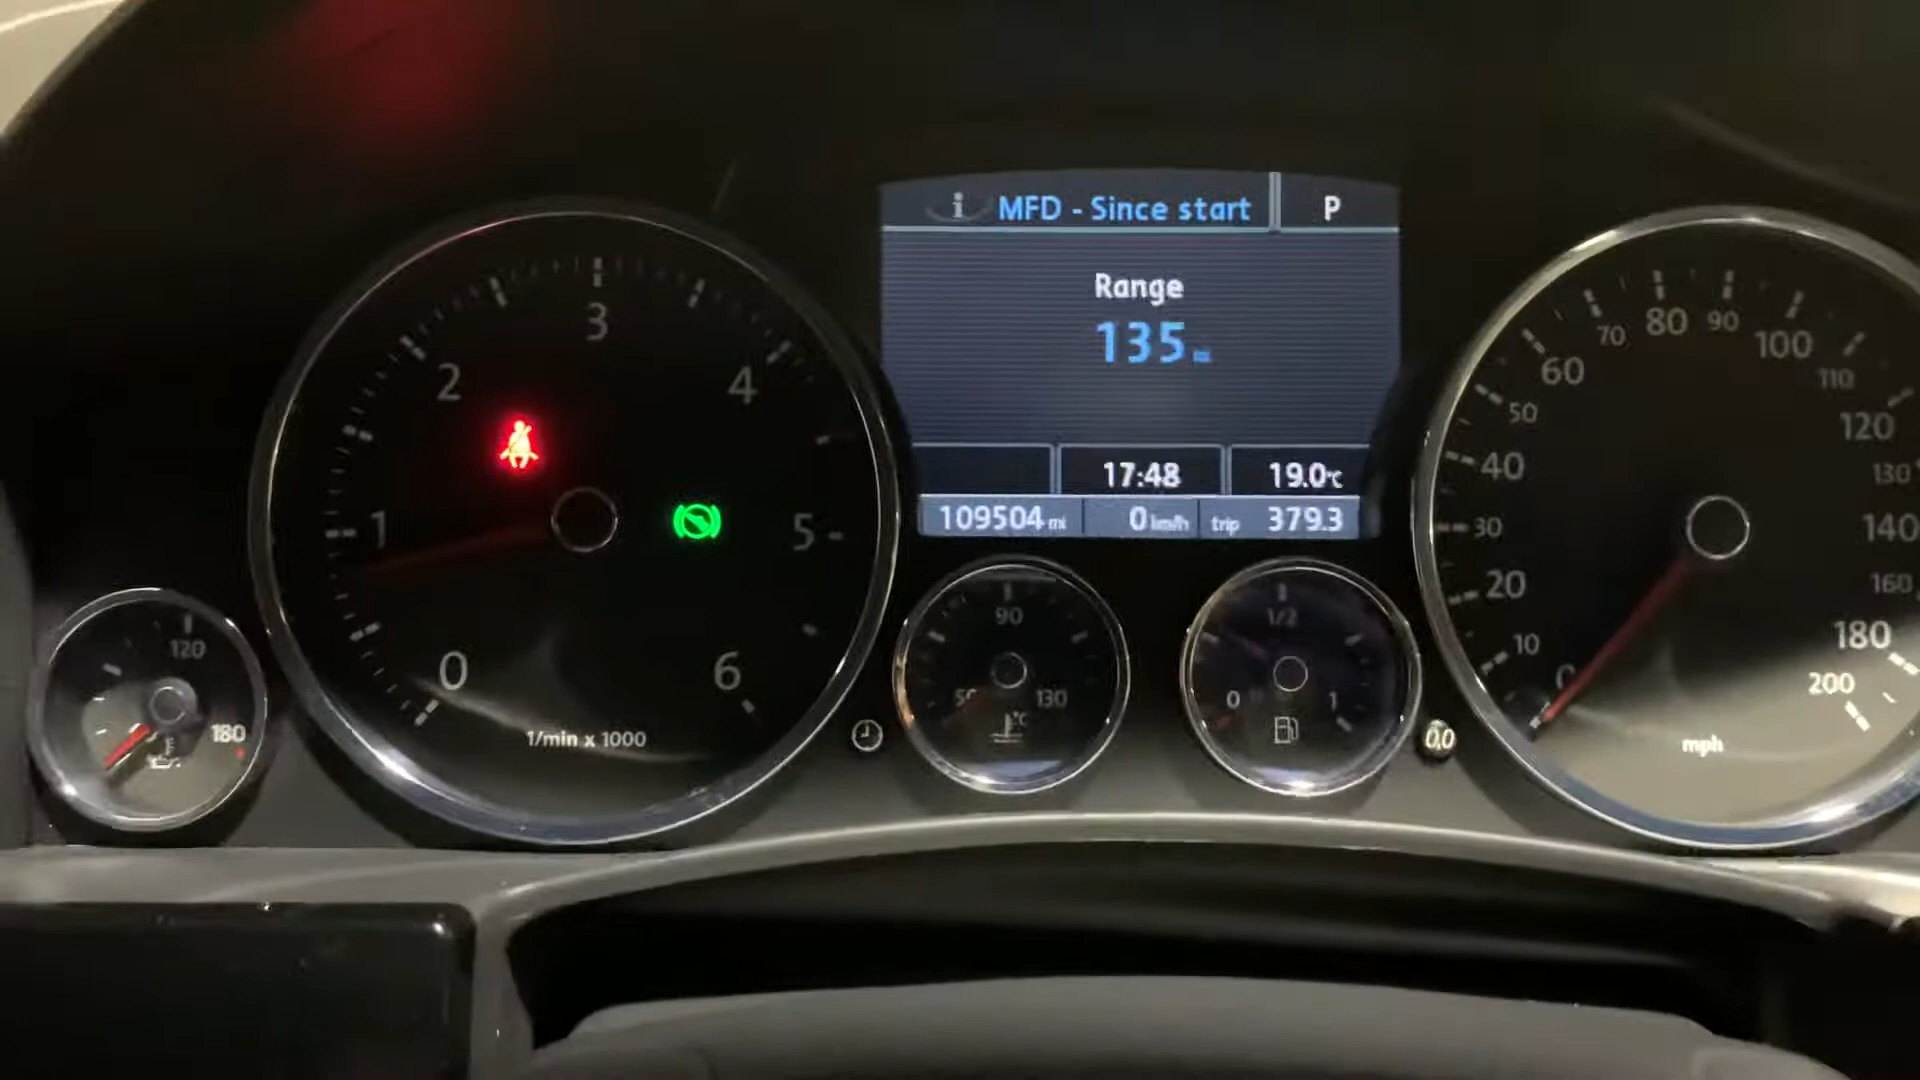 MFD - Since start P
Range
135 mi
17:48 19.0°C
109504 mi 0 km/h trip 379.3
0 1 2 3 4 5 6
1/min x 1000
120 180
50 90 130
°C
0 1/2 1
0.0
0 10 20 30 40 50 60 70 80 90 100 110 120 130 140 160 180 200
mph